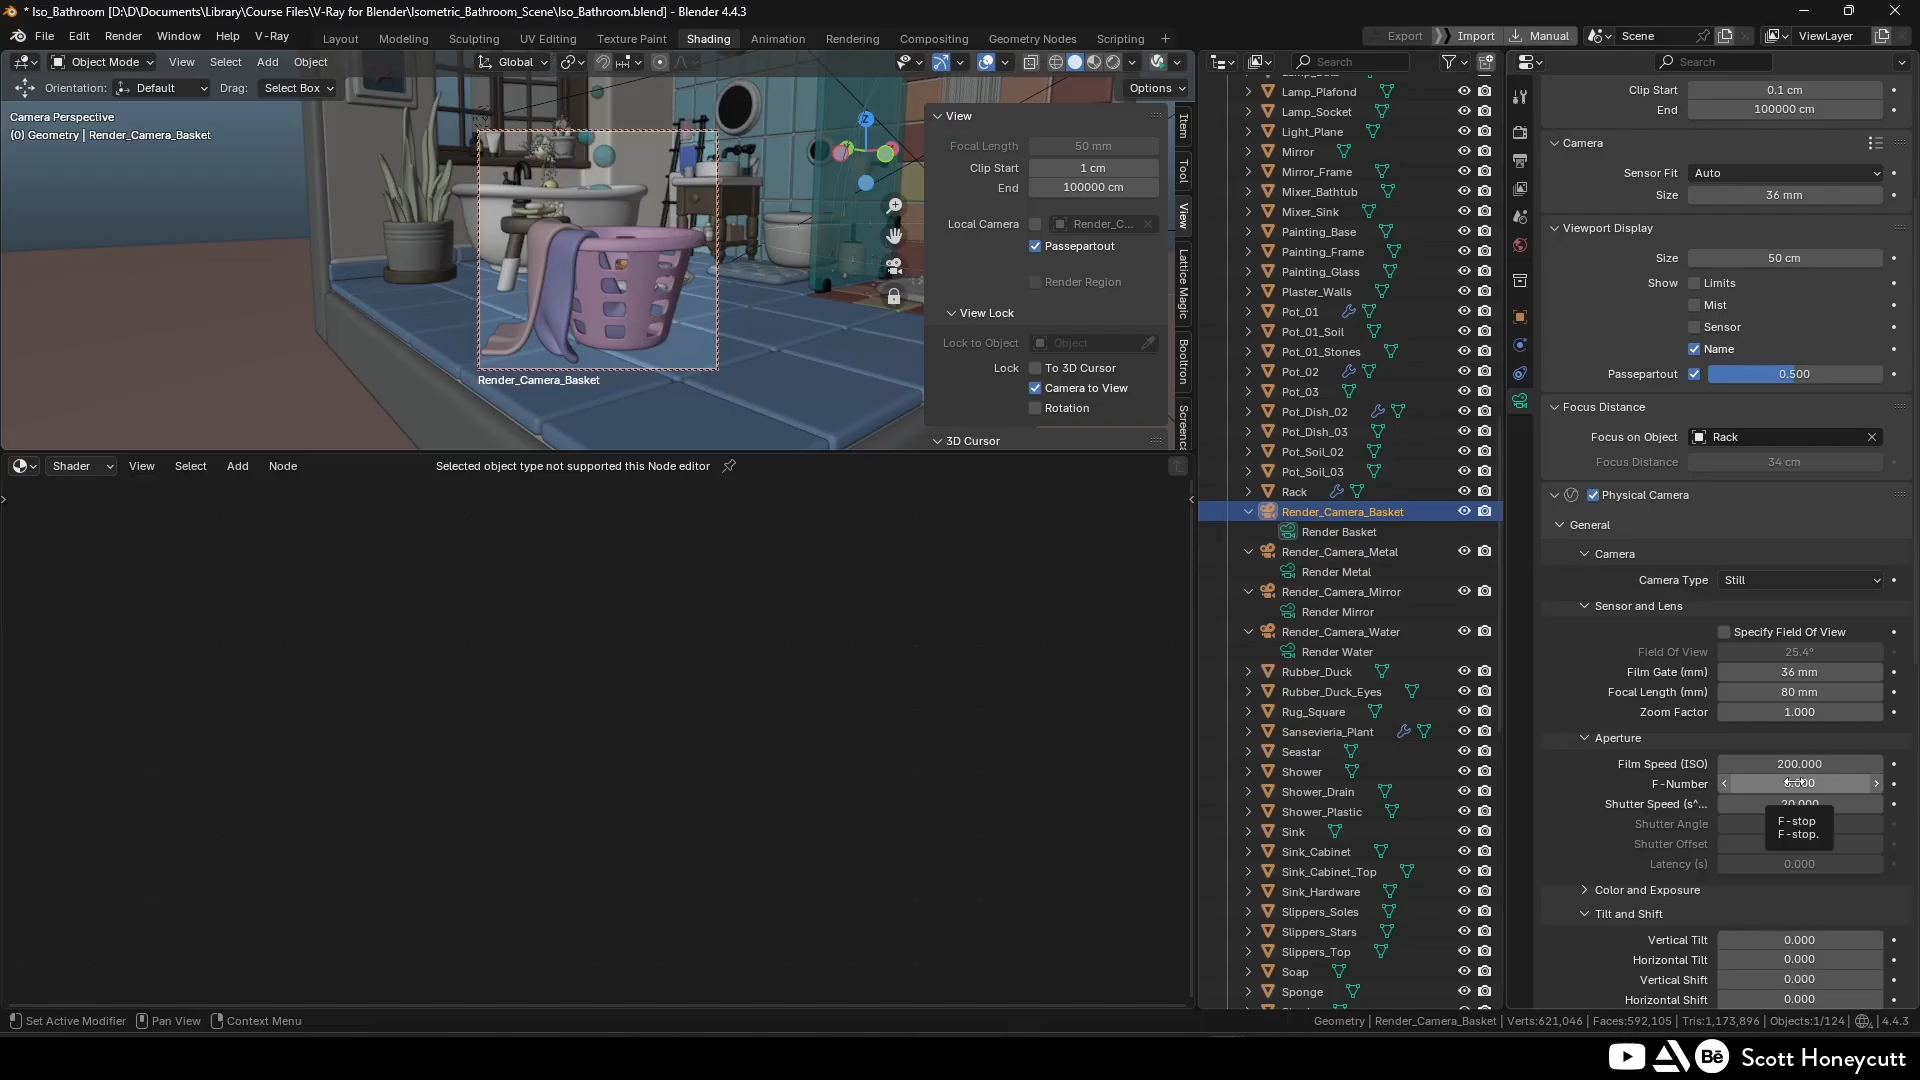 * Iso_Bathroom [D:\D\Documents\Library\Course Files\V-Ray for Blender\Isometric_Bathroom_Scene\Iso_Bathroom.blend] - Blender 4.4.3
File Edit Render Window Help V-Ray Layout Modeling Sculpting UV Editing Texture Paint Shading Animation Rendering Compositing Geometry Nodes Scripting + Export Import Manual Scene ViewLayer
Object Mode View Select Add Object Global Search Search
Orientation: Default Drag: Select Box Options
Camera Perspective
(0) Geometry | Render_Camera_Basket
Render_Camera_Basket
Z
View
Focal Length 50 mm
Clip Start 1 cm
End 100000 cm
Local Camera Render_C...
Passepartout
Render Region
View Lock
Lock to Object Object
Lock To 3D Cursor
Camera to View
Rotation
3D Cursor
Item
Tool
View
Lattice Magic
Booltron
Screenca
Shader View Select Add Node Selected object type not supported this Node editor
Lamp_Plafond
Lamp_Socket
Light_Plane
Mirror
Mirror_Frame
Mixer_Bathtub
Mixer_Sink
Painting_Base
Painting_Frame
Painting_Glass
Plaster_Walls
Pot_01
Pot_01_Soil
Pot_01_Stones
Pot_02
Pot_03
Pot_Dish_02
Pot_Dish_03
Pot_Soil_02
Pot_Soil_03
Rack
Render_Camera_Basket
Render Basket
Render_Camera_Metal
Render Metal
Render_Camera_Mirror
Render Mirror
Render_Camera_Water
Render Water
Rubber_Duck
Rubber_Duck_Eyes
Rug_Square
Sansevieria_Plant
Seastar
Shower
Shower_Drain
Shower_Plastic
Sink
Sink_Cabinet
Sink_Cabinet_Top
Sink_Hardware
Slippers_Soles
Slippers_Stars
Slippers_Top
Soap
Sponge
Clip Start 0.1 cm
End 100000 cm
Camera
Sensor Fit Auto
Size 36 mm
Viewport Display
Size 50 cm
Show Limits
Mist
Sensor
Name
Passepartout 0.500
Focus Distance
Focus on Object Rack
Focus Distance 34 cm
Physical Camera
General
Camera
Camera Type Still
Sensor and Lens
Specify Field Of View
Field Of View 25.4°
Film Gate (mm) 36 mm
Focal Length (mm) 80 mm
Zoom Factor 1.000
Aperture
Film Speed (ISO) 200.000
F-Number
Shutter Speed (s^... 20.000
Shutter Angle
Shutter Offset
Latency (s) 0.000
F-stop
F-stop.
Color and Exposure
Tilt and Shift
Vertical Tilt 0.000
Horizontal Tilt 0.000
Vertical Shift 0.000
Horizontal Shift 0.000
Set Active Modifier Pan View Context Menu Geometry | Render_Camera_Basket | Verts:621,046 | Faces:592,105 | Tris:1,173,896 | Objects:1/124 | 4.4.3
Bē Scott Honeycutt